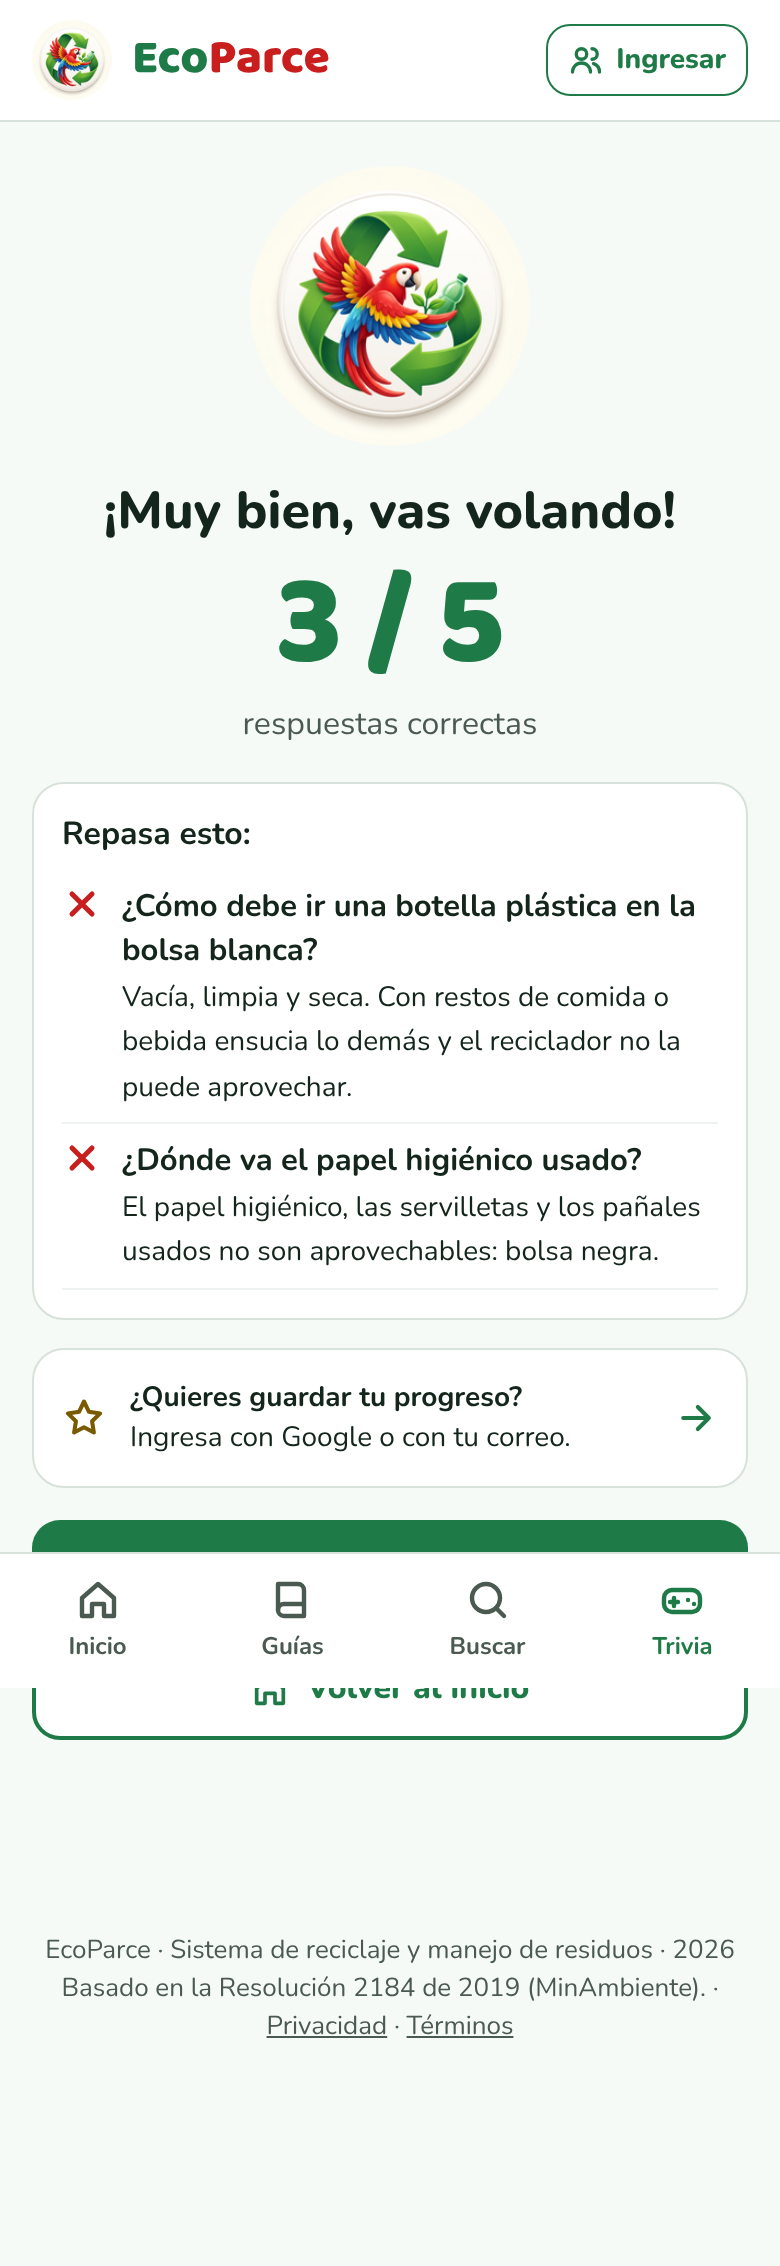 EcoParce
Ingresar
¡Muy bien, vas volando!
3 / 5
respuestas correctas
Repasa esto:
¿Cómo debe ir una botella plástica en la
bolsa blanca?
Vacía, limpia y seca. Con restos de comida o
bebida ensucia lo demás y el reciclador no la
puede aprovechar.
¿Dónde va el papel higiénico usado?
El papel higiénico, las servilletas y los pañales
usados no son aprovechables: bolsa negra.
¿Quieres guardar tu progreso?
Ingresa con Google o con tu correo.
Inicio
Guías
Buscar
Trivia
Volver al inicio
EcoParce · Sistema de reciclaje y manejo de residuos · 2026
Basado en la Resolución 2184 de 2019 (MinAmbiente). ·
Privacidad · Términos